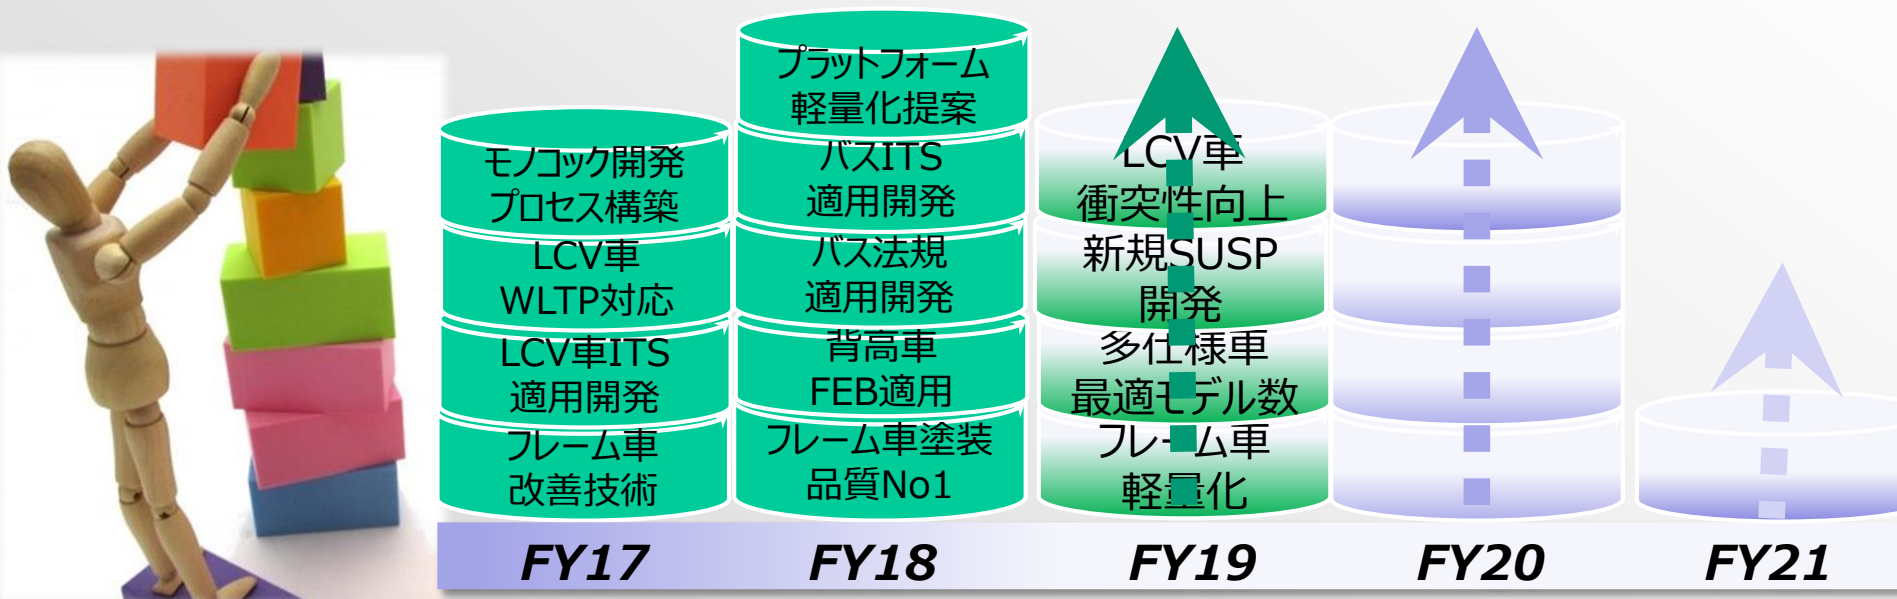 モノコック開発
プロセス構築
LCV車
WLTP対応
LCV車ITS
適用開発
フレーム車
改善技術
プラットフォーム
軽量化提案
バスITS
適用開発
バス法規
適用開発
背高車
FEB適用
フレーム車塗装
品質No1
LCV車
衝突性向上
新規SUSP
開発
多仕様車
最適モデル数
フレーム車
軽量化
FY17
FY18
FY19
FY20
FY21